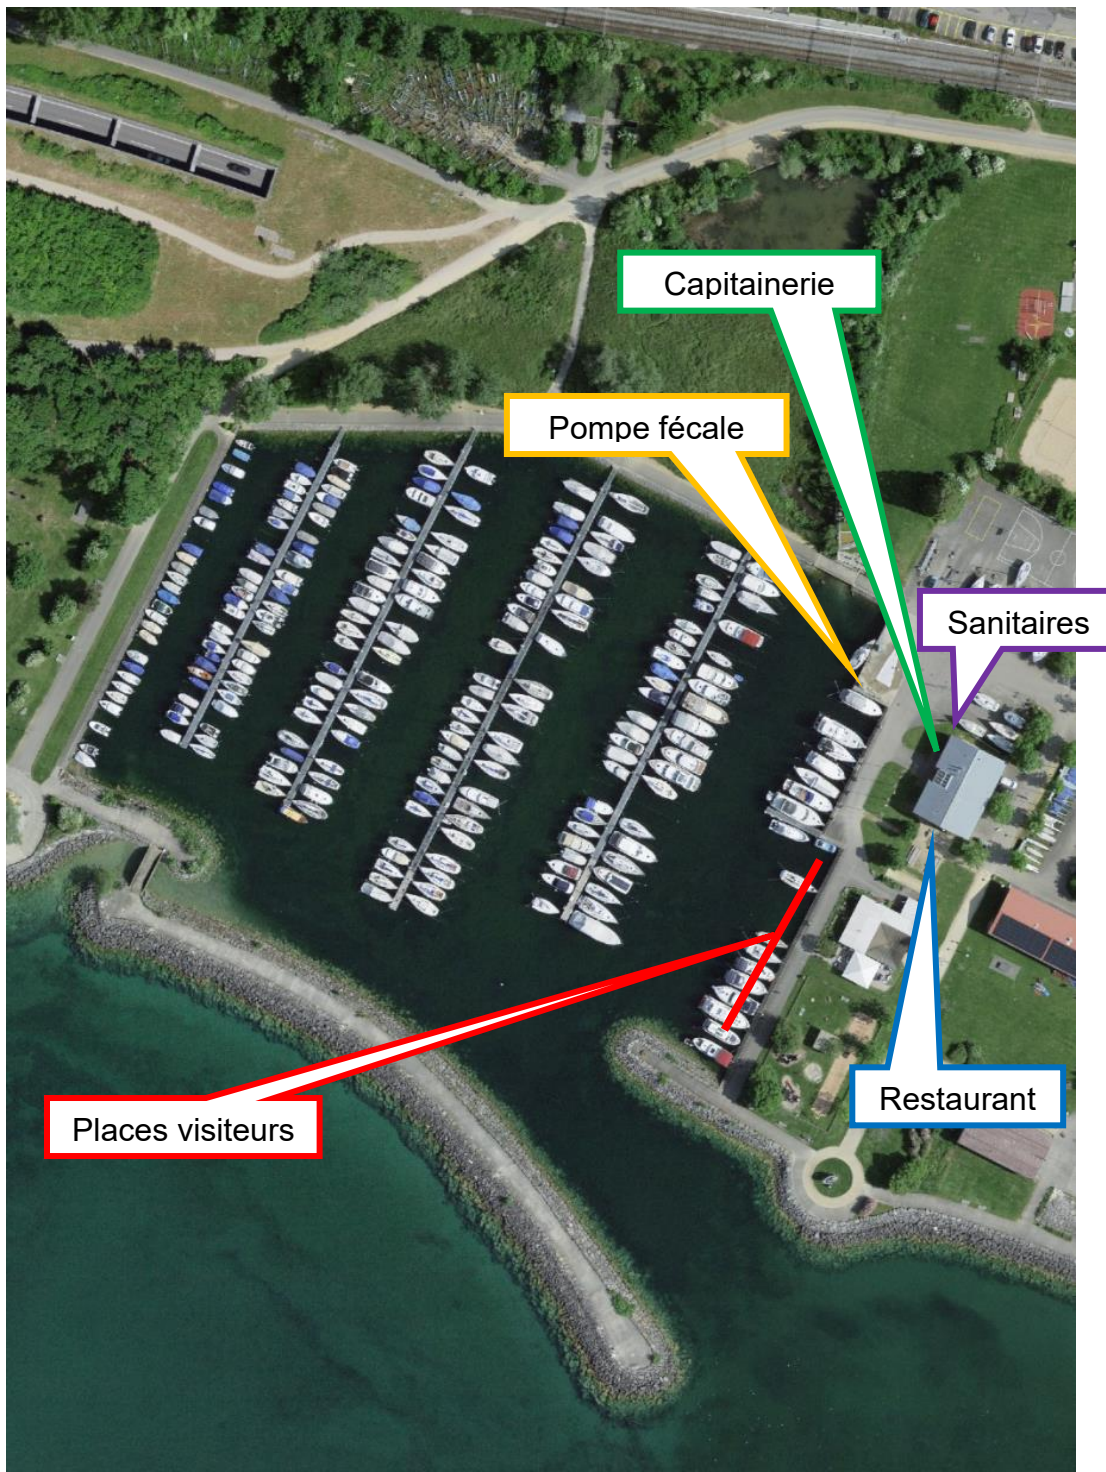 Capitainerie
Pompe fécale
Sanitaires
Restaurant
Places visiteurs